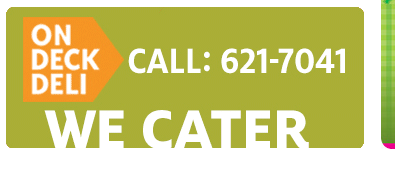 ON
DECK
DELI
CALL: 621-7041
WE CATER